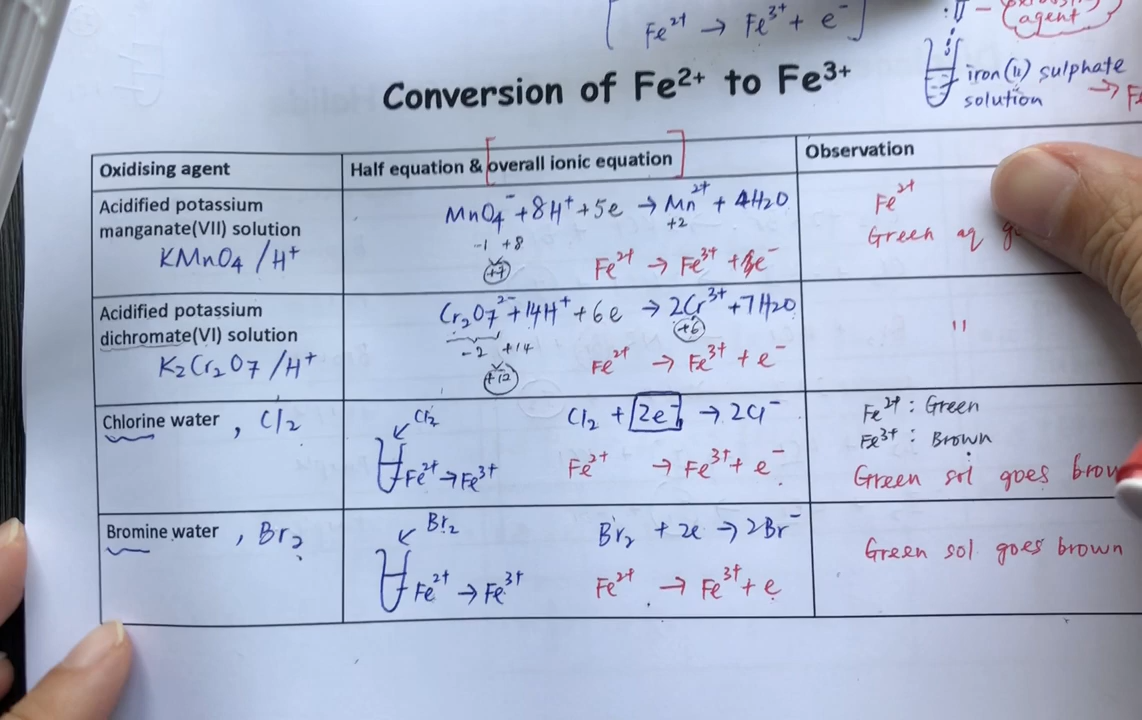 Fe²⁺ → Fe³⁺ + e⁻
agent
iron(ii) sulphate
solution
Conversion of Fe2+ to Fe3+
Oxidising agent
Half equation & overall ionic equation
Observation
Acidified potassium
manganate(VII) solution
KMnO4 /H⁺
MnO4⁻ + 8H⁺ + 5e → Mn²⁺ + 4H2O
+2
-1 +8
+7
Fe²⁺ → Fe³⁺ + e⁻
Fe²⁺
Green aq
Acidified potassium
dichromate(VI) solution
K2Cr2O7 /H⁺
Cr2O7²⁻ + 14H⁺ + 6e → 2Cr³⁺ + 7H2O
+6
-2 +14
+12
Fe²⁺ → Fe³⁺ + e⁻
"
Chlorine water , Cl2
Cl2
Fe²⁺ → Fe³⁺
Cl2 + 2e⁻ → 2Cl⁻
Fe²⁺ → Fe³⁺ + e⁻
Fe²⁺ : Green
Fe³⁺ : Brown
Green sol goes brow
Bromine water , Br2
Br2
Fe²⁺ → Fe³⁺
Br2 + 2e → 2Br⁻
Fe²⁺ → Fe³⁺ + e
Green sol goes brown